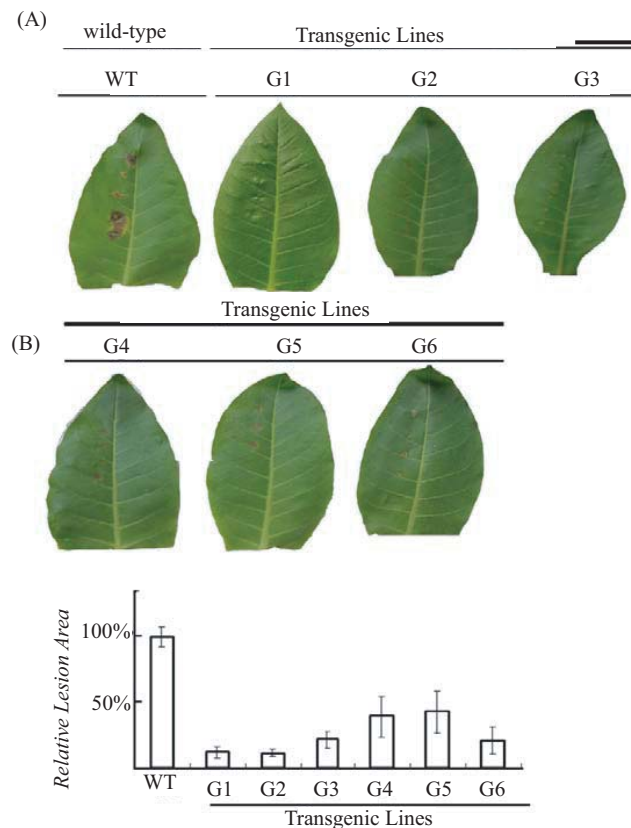 (A)
wild-type Transgenic Lines
WT G1 G2 G3
Transgenic Lines
(B)
G4 G5 G6
Relative Lesion Area
100%
50%
WT G1 G2 G3 G4 G5 G6
Transgenic Lines